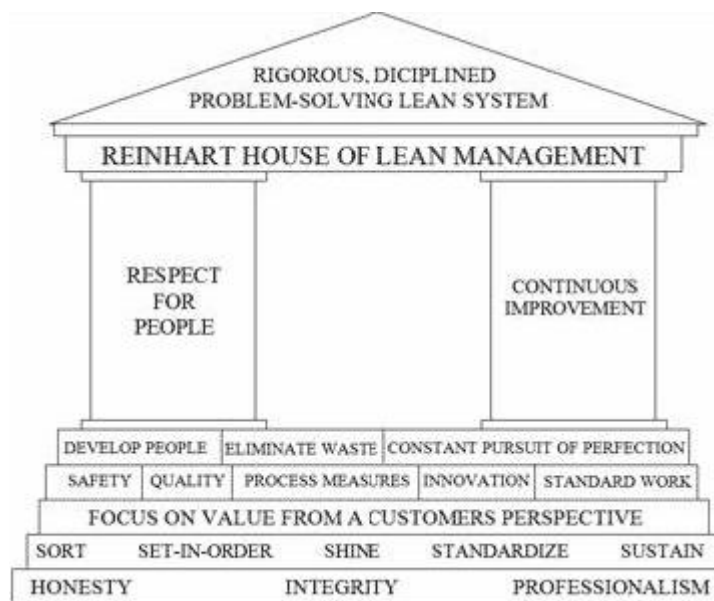 RIGOROUS, DICIPLINED
PROBLEM-SOLVING LEAN SYSTEM
REINHART HOUSE OF LEAN MANAGEMENT
RESPECT
FOR
PEOPLE
CONTINUOUS
IMPROVEMENT
DEVELOP PEOPLE ELIMINATE WASTE CONSTANT PURSUIT OF PERFECTION
SAFETY QUALITY PROCESS MEASURES INNOVATION STANDARD WORK
FOCUS ON VALUE FROM A CUSTOMERS PERSPECTIVE
SORT SET-IN-ORDER SHINE STANDARDIZE SUSTAIN
HONESTY INTEGRITY PROFESSIONALISM